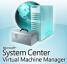 Microsoft
System Center
Virtual Machine Manager